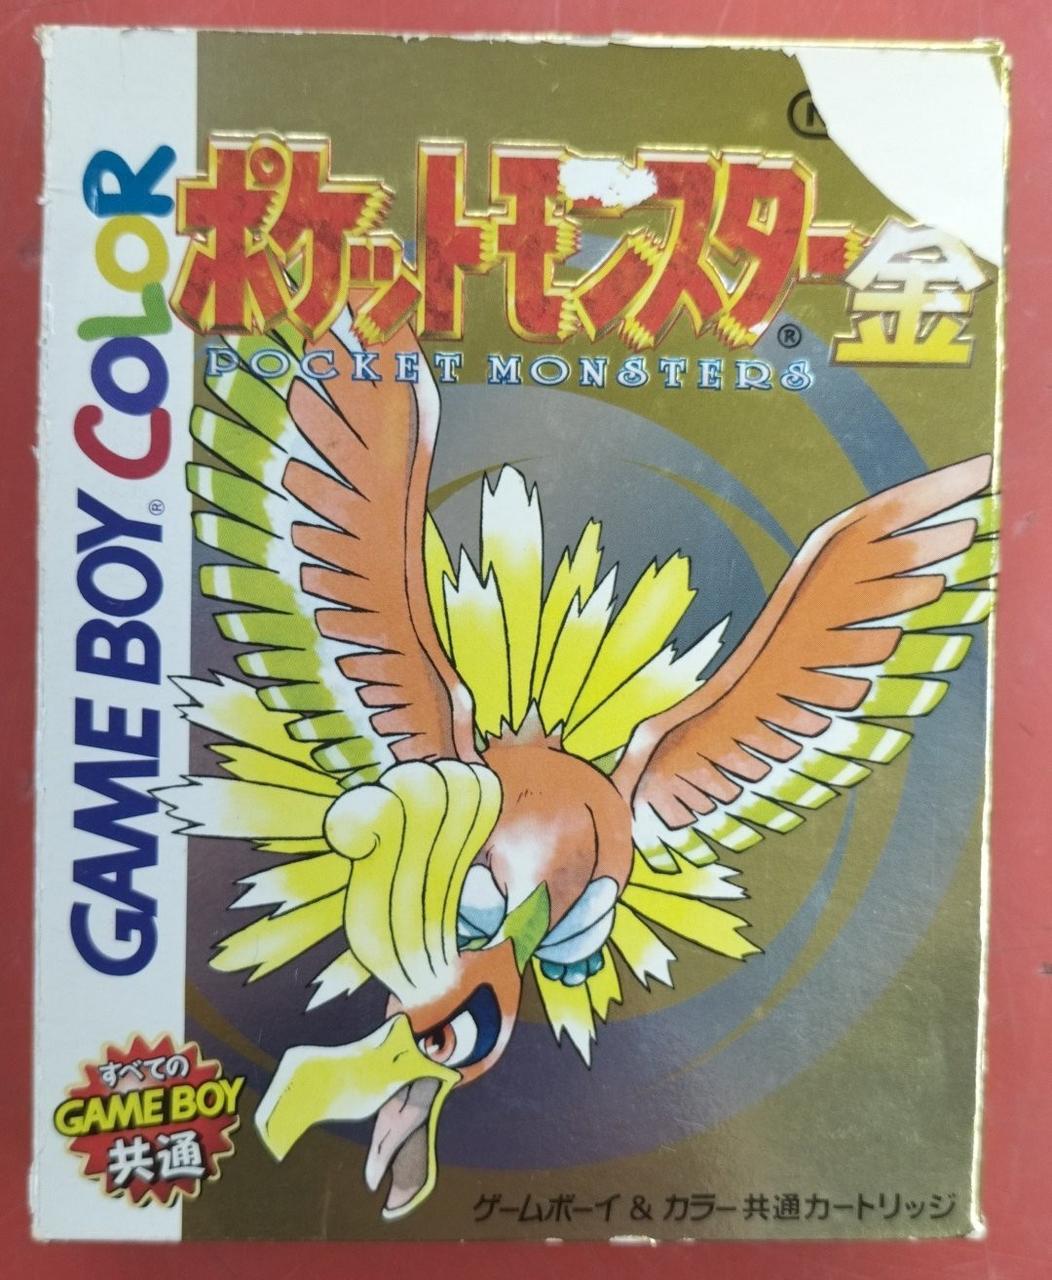 GAME BOY® COLOR
ポケットモンスター金
®
POCKET MONSTERS
すべての
GAME BOY
共通
ゲームボーイ & カラー共通カートリッジ